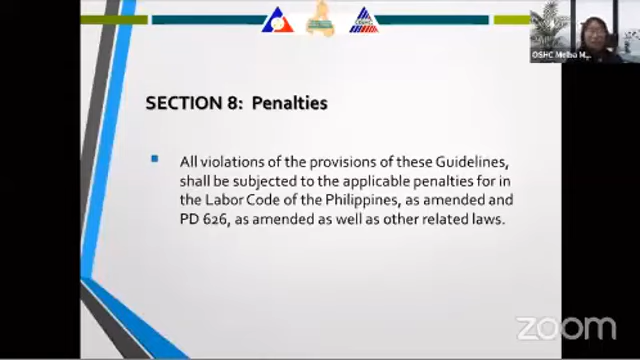 OSHC
OSHC Melba M...
SECTION 8: Penalties
All violations of the provisions of these Guidelines,
shall be subjected to the applicable penalties for in
the Labor Code of the Philippines, as amended and
PD 626, as amended as well as other related laws.
zoom